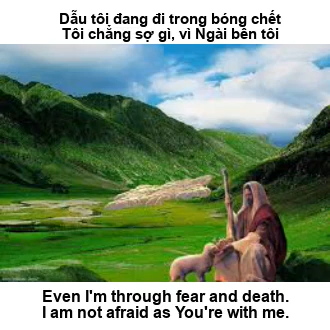 Dẫu tôi đang đi trong bóng chết
Tôi chẳng sợ gì, vì Ngài bên tôi
Even I'm through fear and death.
I am not afraid as You're with me.